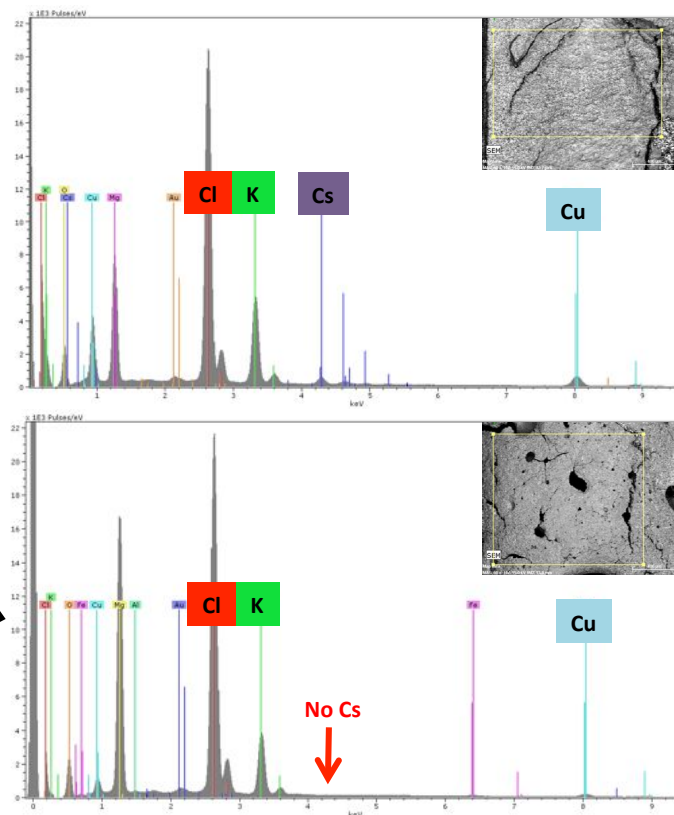 x 1E3 Pulses/eV
22
20
18
16
14
12
10
8
6
4
2
0
SEM
K O
Cl Cs Cu Mg Au
Cl K
Cs
Cu
1 2 3 4 5 6 7 8 9
keV
x 1E3 Pulses/eV
22
20
18
16
14
12
10
8
6
4
2
0
SEM
K
Cl O Fe Cu Mg Al Au
Cl K
Fe
Cu
No Cs
0 1 2 3 4 5 6 7 8 9
keV